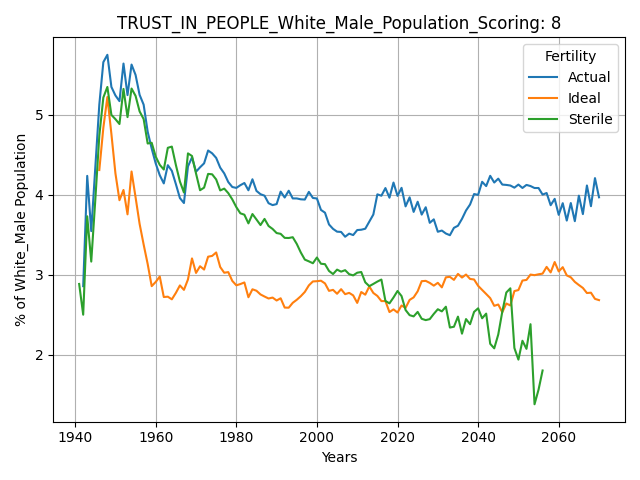 TRUST_IN_PEOPLE_White_Male_Population_Scoring: 8
% of White_Male Population
5
4
3
2
Fertility
Actual
Ideal
Sterile
1940 1960 1980 2000 2020 2040 2060
Years